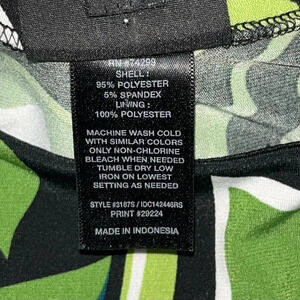 RN #74299
SHELL :
95% POLYESTER
5% SPANDEX
LINING :
100% POLYESTER
MACHINE WASH COLD
WITH SIMILAR COLORS
ONLY NON-CHLORINE
BLEACH WHEN NEEDED
TUMBLE DRY LOW
IRON ON LOWEST
SETTING AS NEEDED
STYLE #3187S / IDC142446RS
PRINT #29224
MADE IN INDONESIA